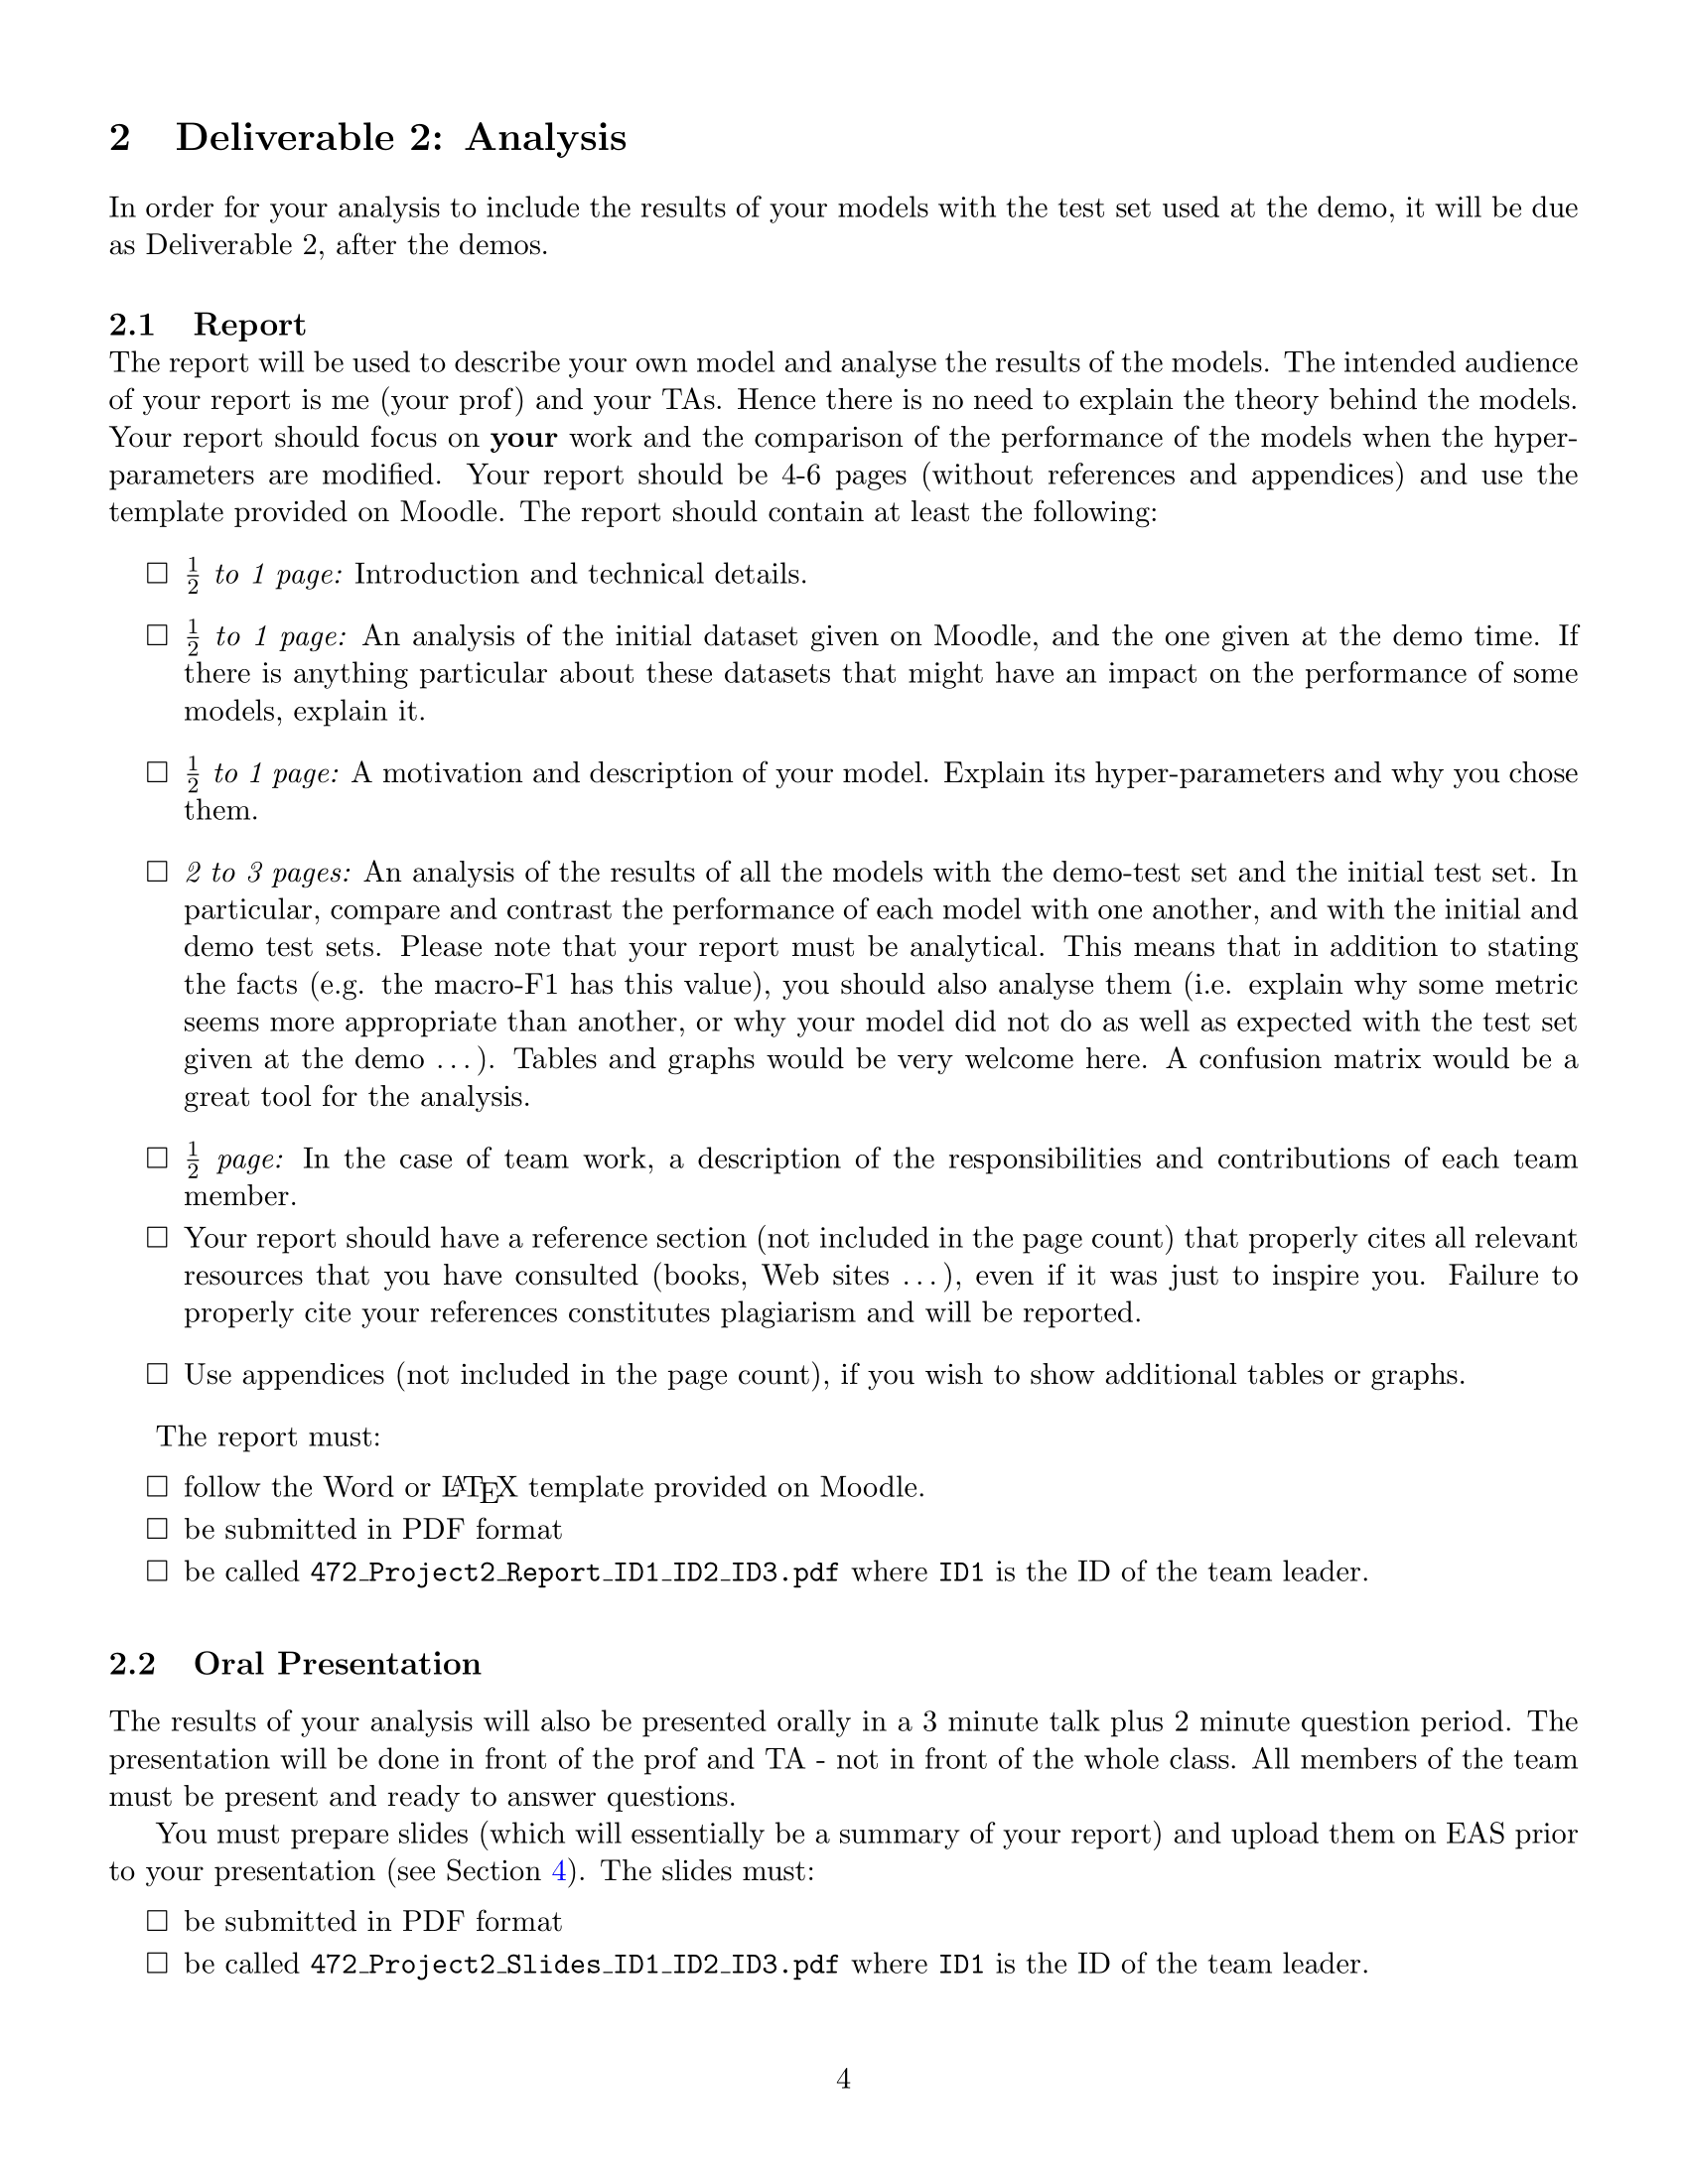 2 Deliverable 2: Analysis
In order for your analysis to include the results of your models with the test set used at the demo, it will be due
as Deliverable 2, after the demos.
2.1 Report
The report will be used to describe your own model and analyse the results of the models. The intended audience
of your report is me (your prof) and your TAs. Hence there is no need to explain the theory behind the models.
Your report should focus on your work and the comparison of the performance of the models when the hyper-
parameters are modified. Your report should be 4-6 pages (without references and appendices) and use the
template provided on Moodle. The report should contain at least the following:
□ 1/2 to 1 page: Introduction and technical details.
□ 1/2 to 1 page: An analysis of the initial dataset given on Moodle, and the one given at the demo time. If
there is anything particular about these datasets that might have an impact on the performance of some
models, explain it.
□ 1/2 to 1 page: A motivation and description of your model. Explain its hyper-parameters and why you chose
them.
□ 2 to 3 pages: An analysis of the results of all the models with the demo-test set and the initial test set. In
particular, compare and contrast the performance of each model with one another, and with the initial and
demo test sets. Please note that your report must be analytical. This means that in addition to stating
the facts (e.g. the macro-F1 has this value), you should also analyse them (i.e. explain why some metric
seems more appropriate than another, or why your model did not do as well as expected with the test set
given at the demo ...). Tables and graphs would be very welcome here. A confusion matrix would be a
great tool for the analysis.
□ 1/2 page: In the case of team work, a description of the responsibilities and contributions of each team
member.
□ Your report should have a reference section (not included in the page count) that properly cites all relevant
resources that you have consulted (books, Web sites ...), even if it was just to inspire you. Failure to
properly cite your references constitutes plagiarism and will be reported.
□ Use appendices (not included in the page count), if you wish to show additional tables or graphs.
The report must:
□ follow the Word or LATEX template provided on Moodle.
□ be submitted in PDF format
□ be called 472_Project2_Report_ID1_ID2_ID3.pdf where ID1 is the ID of the team leader.
2.2 Oral Presentation
The results of your analysis will also be presented orally in a 3 minute talk plus 2 minute question period. The
presentation will be done in front of the prof and TA - not in front of the whole class. All members of the team
must be present and ready to answer questions.
You must prepare slides (which will essentially be a summary of your report) and upload them on EAS prior
to your presentation (see Section 4). The slides must:
□ be submitted in PDF format
□ be called 472_Project2_Slides_ID1_ID2_ID3.pdf where ID1 is the ID of the team leader.
4